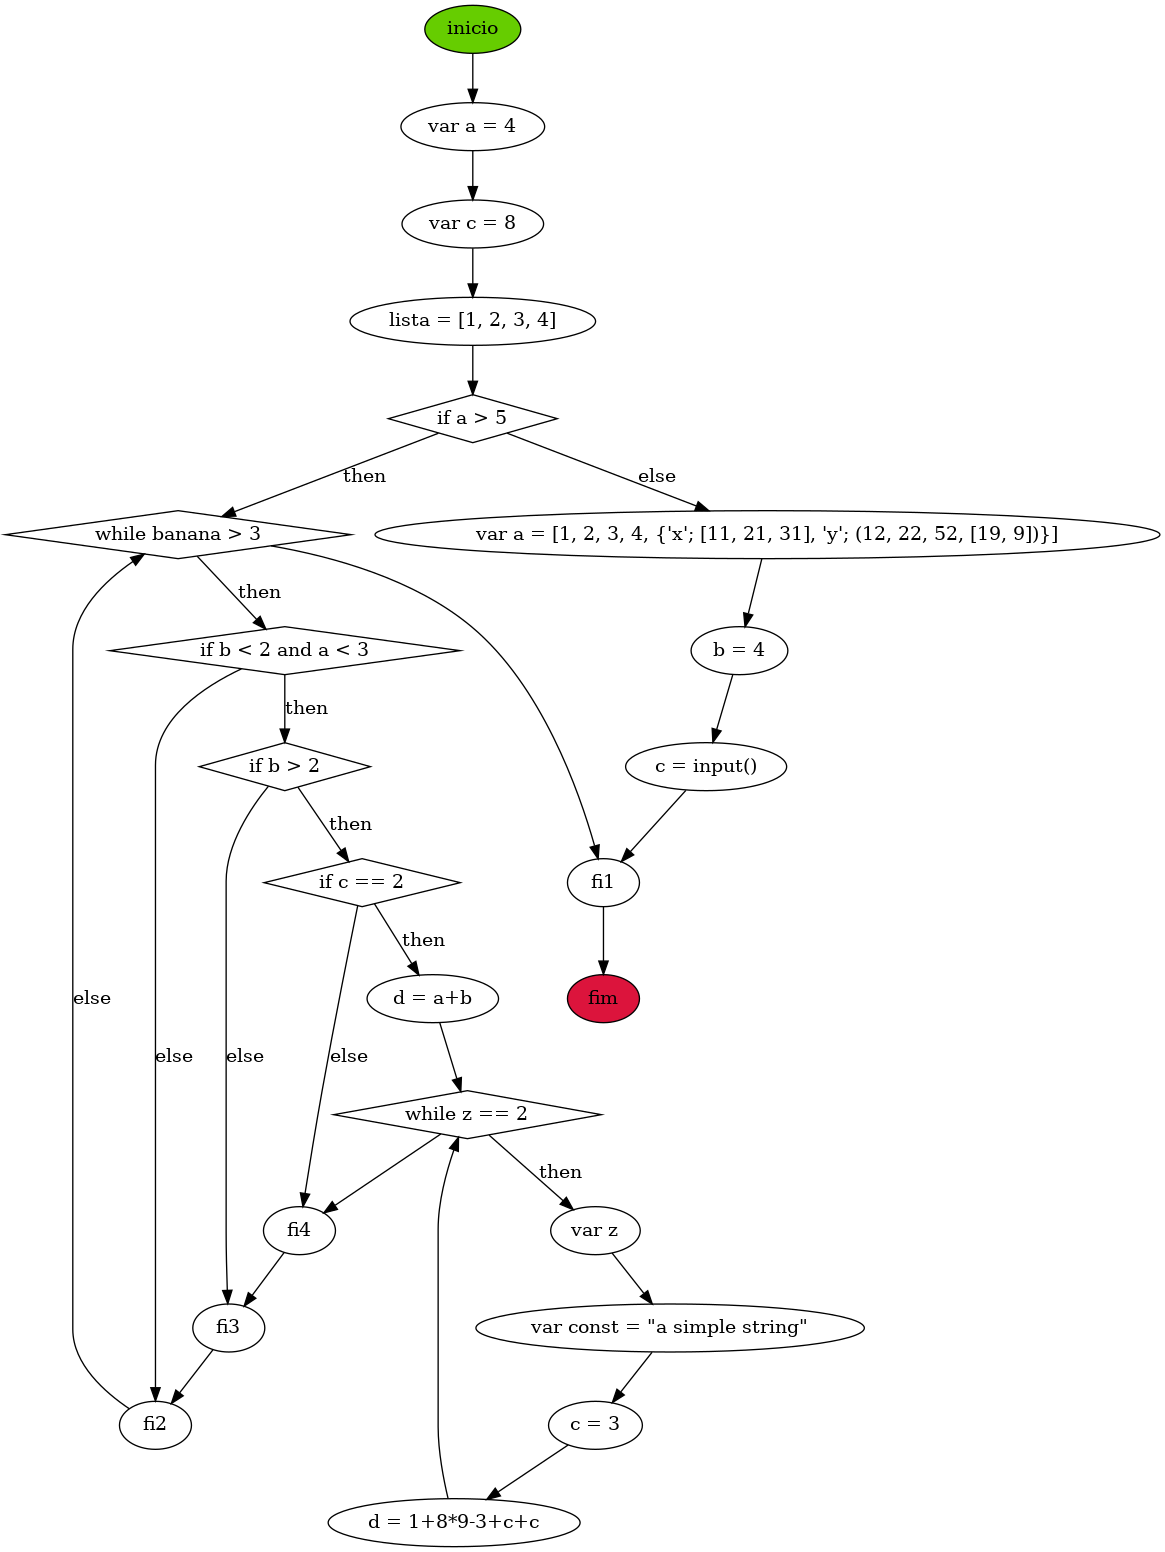 inicio
var a = 4
var c = 8
lista = [1, 2, 3, 4]
if a > 5
then
else
while banana > 3
var a = [1, 2, 3, 4, {'x'; [11, 21, 31], 'y'; (12, 22, 52, [19, 9])}]
then
if b < 2 and a < 3
b = 4
then
if b > 2
c = input()
then
if c == 2
fi1
then
else
d = a+b
fim
else
else
else
while z == 2
then
fi4
var z
fi3
var const = "a simple string"
fi2
c = 3
d = 1+8*9-3+c+c